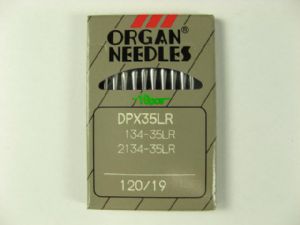 ORGAN®
NEEDLES
DPX35LR
134-35LR
2134-35LR
120/19